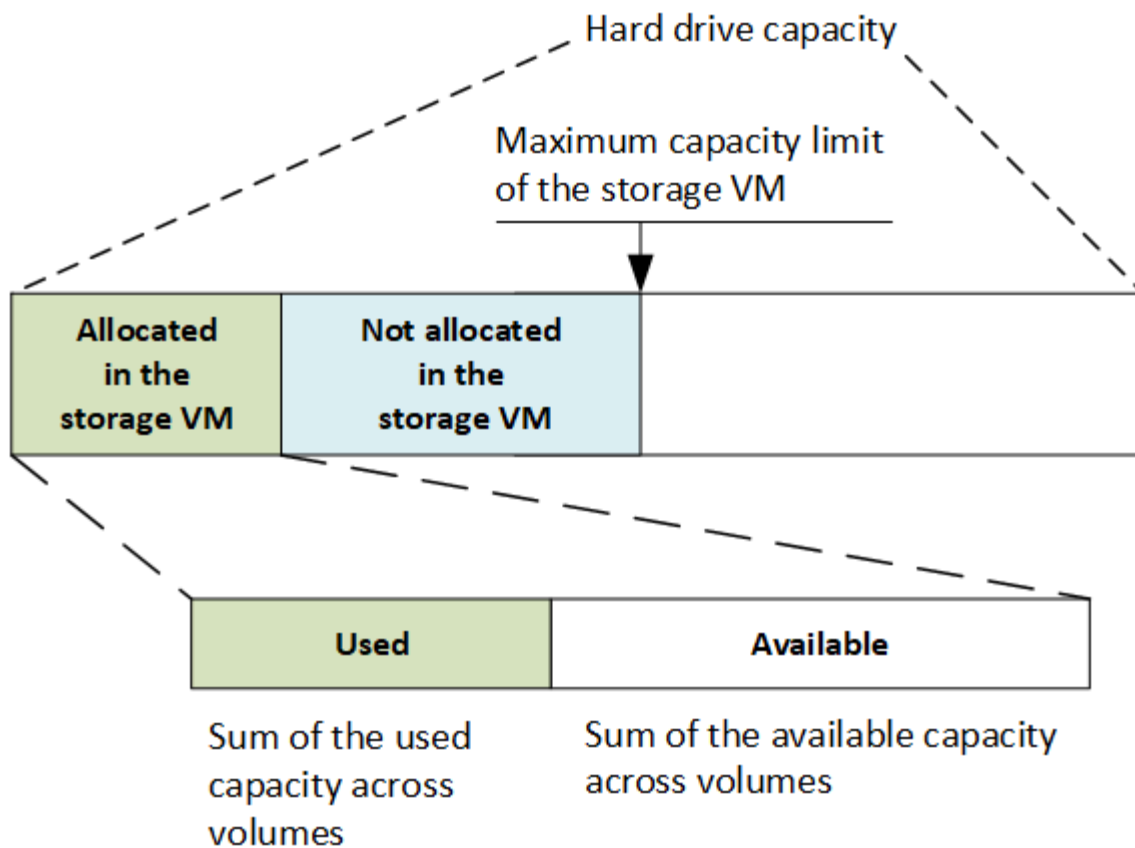 Hard drive capacity
Maximum capacity limit
of the storage VM
Allocated
in the
storage VM
Not allocated
in the
storage VM
Used
Available
Sum of the used
capacity across
volumes
Sum of the available capacity
across volumes